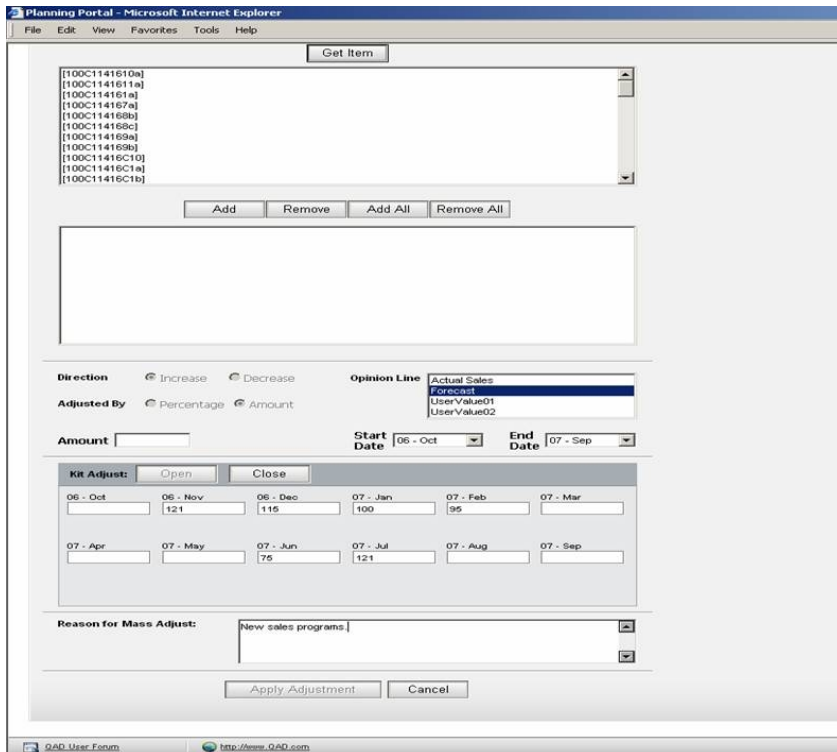 Planning Portal - Microsoft Internet Explorer
File Edit View Favorites Tools Help
Get Item
[100C1141610a]
[100C1141611a]
[100C114161a]
[100C114167a]
[100C114168b]
[100C114168c]
[100C114169a]
[100C114169b]
[100C11416C10]
[100C11416C1a]
[100C11416C1b]
Add Remove Add All Remove All
Direction Increase Decrease
Opinion Line
Actual Sales
Forecast
UserValue01
UserValue02
Adjusted By Percentage Amount
Amount
Start Date 06 - Oct
End Date 07 - Sep
Kit Adjust: Open Close
06 - Oct 06 - Nov 06 - Dec 07 - Jan 07 - Feb 07 - Mar
121 115 100 95
07 - Apr 07 - May 07 - Jun 07 - Jul 07 - Aug 07 - Sep
75 121
Reason for Mass Adjust: New sales programs.
Apply Adjustment Cancel
QAD User Forum http://www.QAD.com